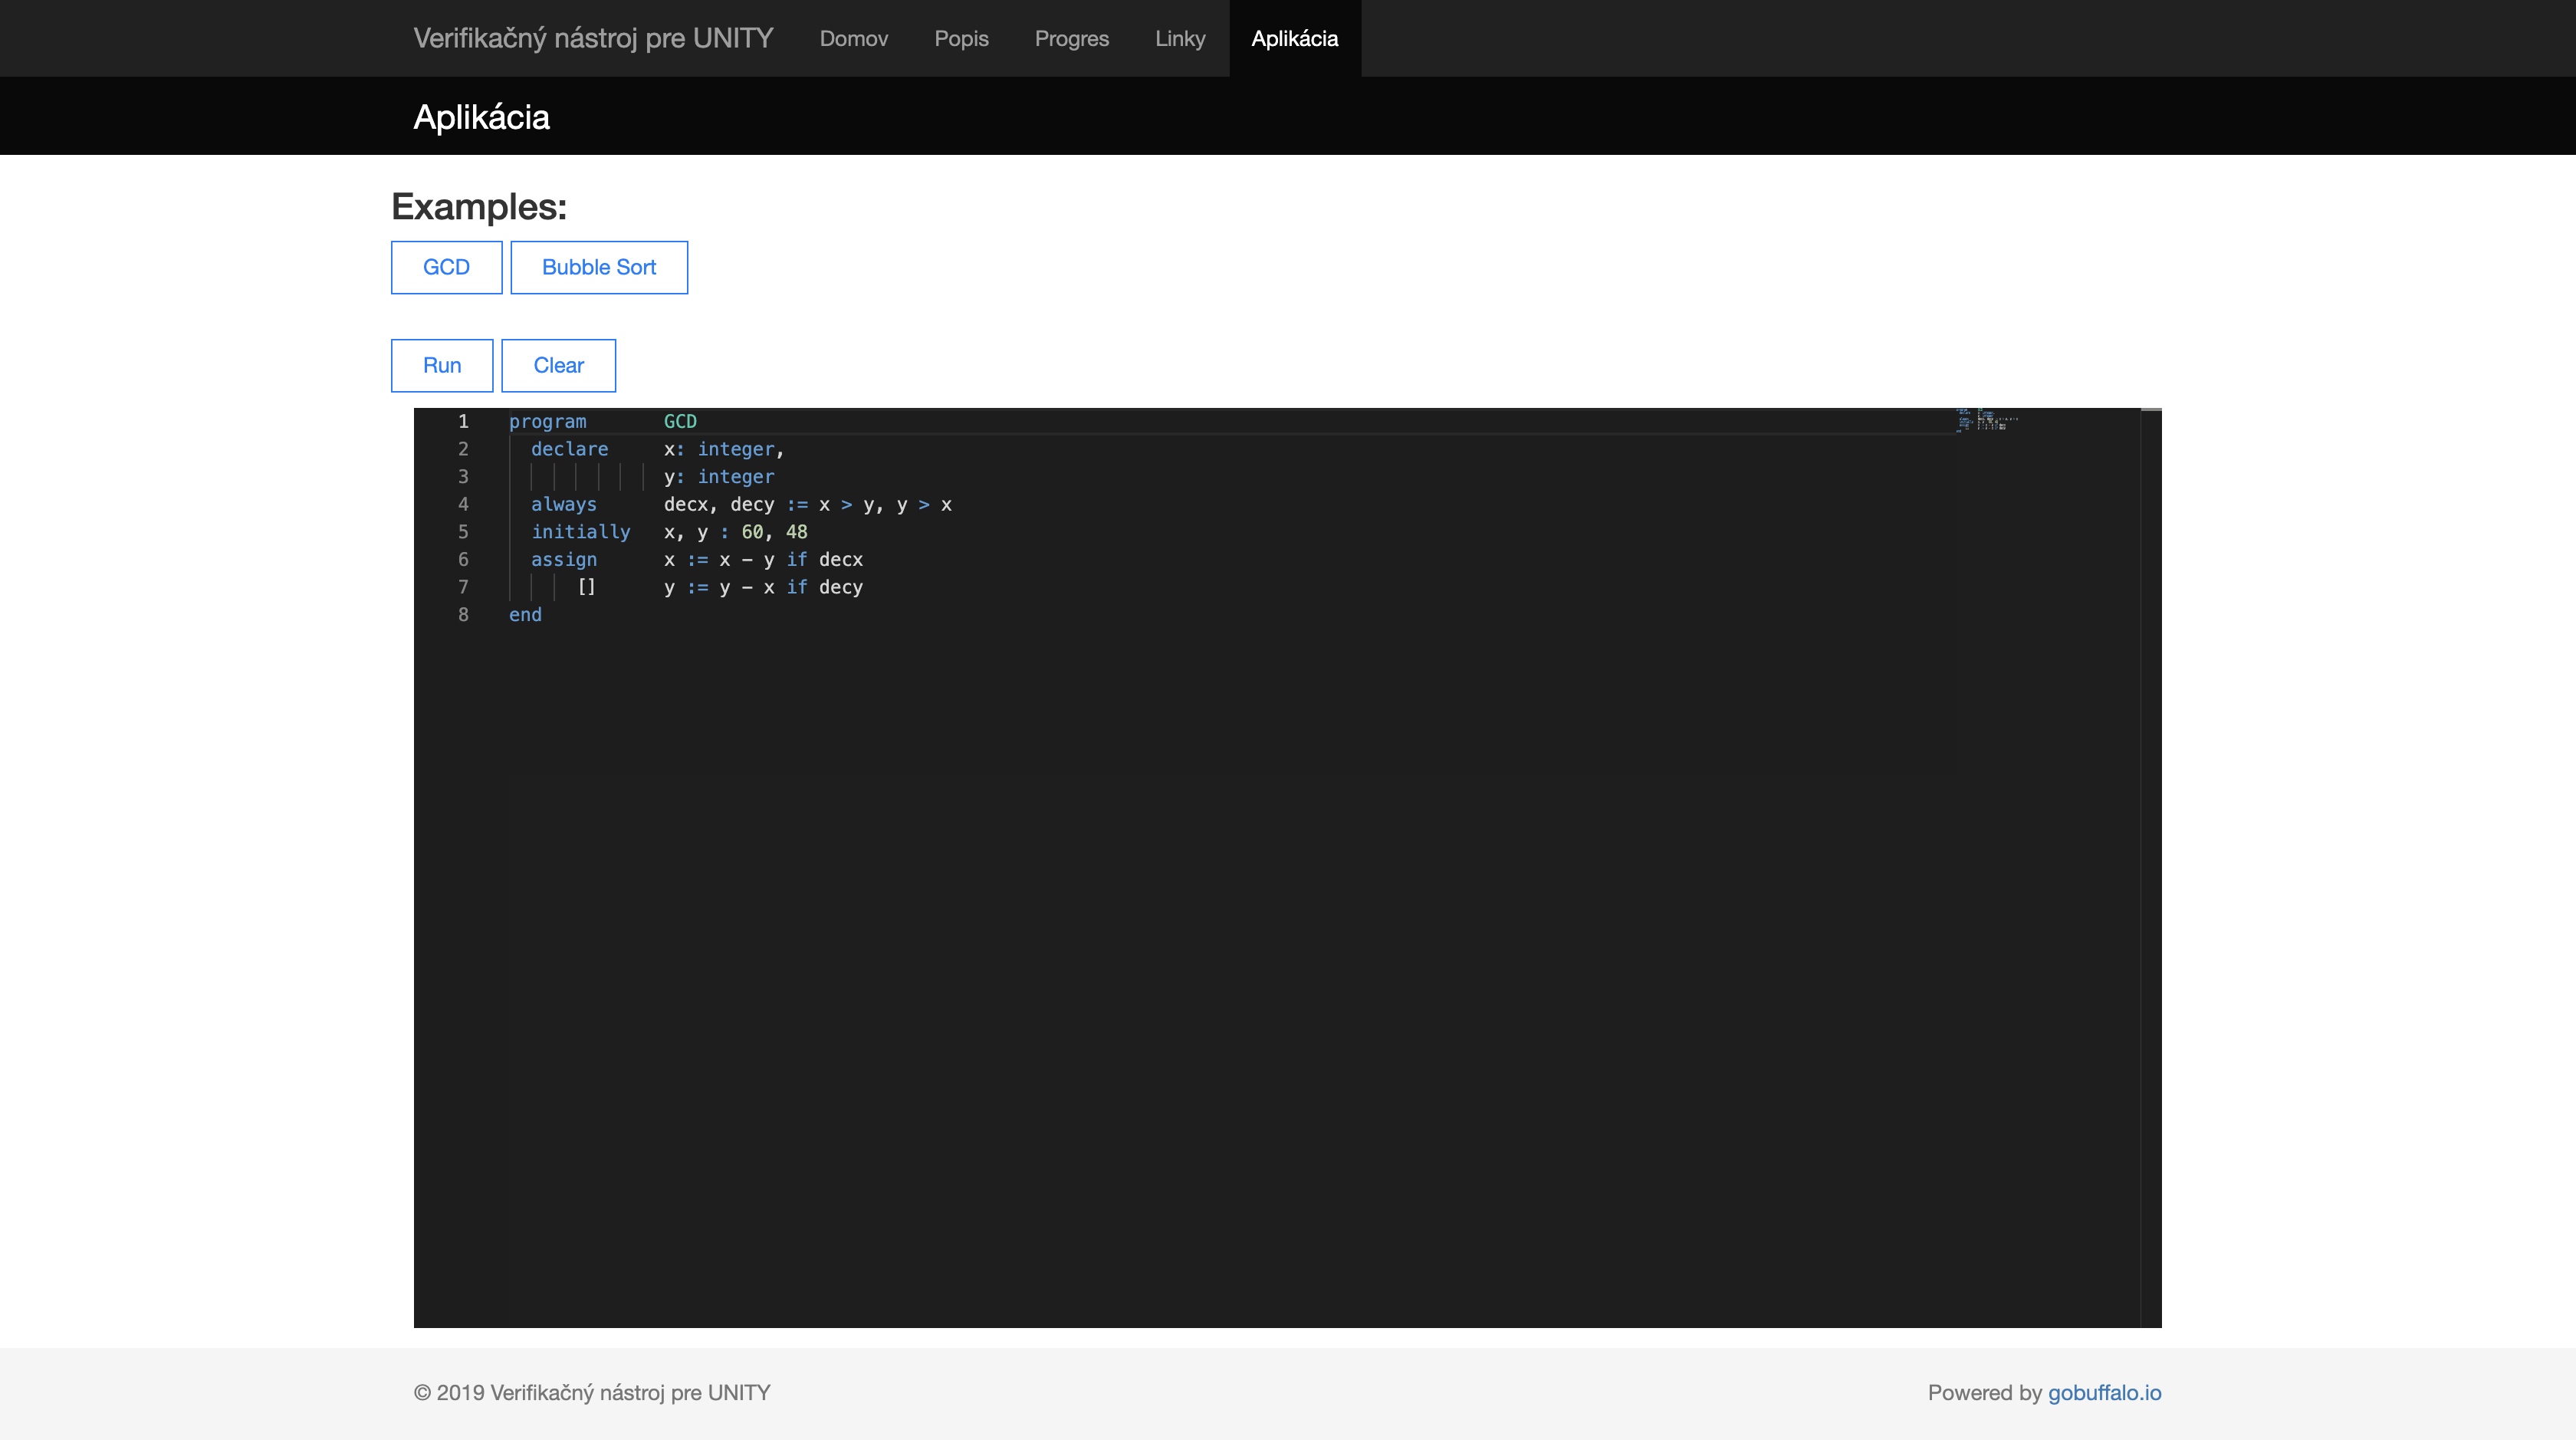 Verifikačný nástroj pre UNITY Domov Popis Progres Linky Aplikácia
Aplikácia
Examples:
GCD Bubble Sort
Run Clear
1 program GCD
2 declare x: integer,
3 y: integer
4 always decx, decy := x > y, y > x
5 initially x, y : 60, 48
6 assign x := x - y if decx
7 [] y := y - x if decy
8 end
© 2019 Verifikačný nástroj pre UNITY Powered by gobuffalo.io